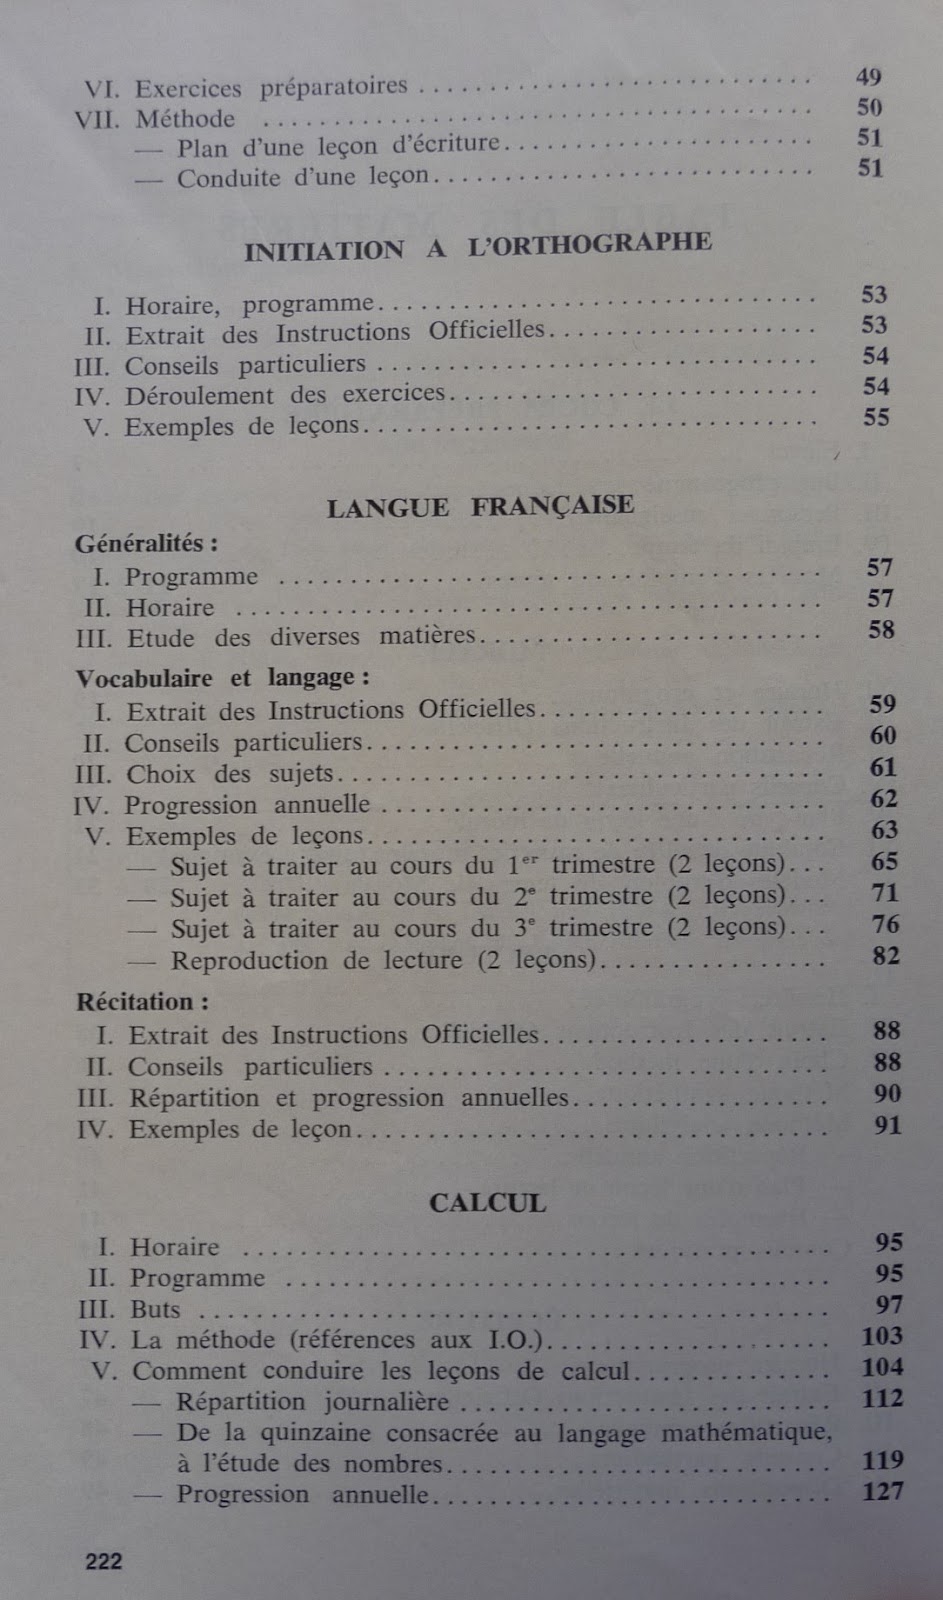 VI. Exercices préparatoires ............................ 49
VII. Méthode ............................ 50
— Plan d'une leçon d'écriture............................ 51
— Conduite d'une leçon............................ 51
INITIATION A L'ORTHOGRAPHE
I. Horaire, programme............................ 53
II. Extrait des Instructions Officielles............................ 53
III. Conseils particuliers ............................ 54
IV. Déroulement des exercices............................ 54
V. Exemples de leçons............................ 55
LANGUE FRANÇAISE
Généralités :
I. Programme ............................ 57
II. Horaire ............................ 57
III. Etude des diverses matières............................ 58
Vocabulaire et langage :
I. Extrait des Instructions Officielles............................ 59
II. Conseils particuliers............................ 60
III. Choix des sujets............................ 61
IV. Progression annuelle ............................ 62
V. Exemples de leçons............................ 63
— Sujet à traiter au cours du 1er trimestre (2 leçons)... 65
— Sujet à traiter au cours du 2e trimestre (2 leçons)... 71
— Sujet à traiter au cours du 3e trimestre (2 leçons)... 76
— Reproduction de lecture (2 leçons)................ 82
Récitation :
I. Extrait des Instructions Officielles............................ 88
II. Conseils particuliers ............................ 88
III. Répartition et progression annuelles.................... 90
IV. Exemples de leçon............................ 91
CALCUL
I. Horaire ............................ 95
II. Programme ............................ 95
III. Buts ............................ 97
IV. La méthode (références aux I.O.).................... 103
V. Comment conduire les leçons de calcul............... 104
— Répartition journalière ............................ 112
— De la quinzaine consacrée au langage mathématique,
à l'étude des nombres............................ 119
— Progression annuelle............................ 127
222